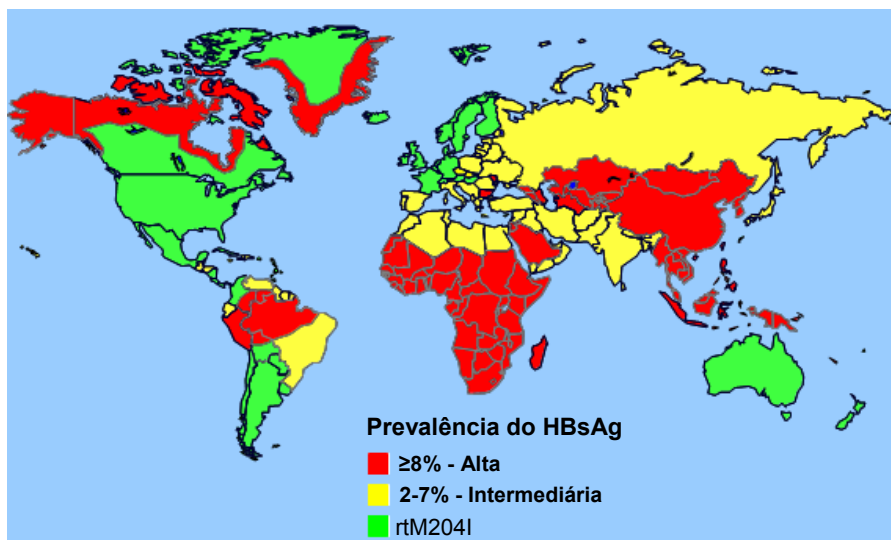 Prevalência do HBsAg
≥8% - Alta
2-7% - Intermediária
rtM204I